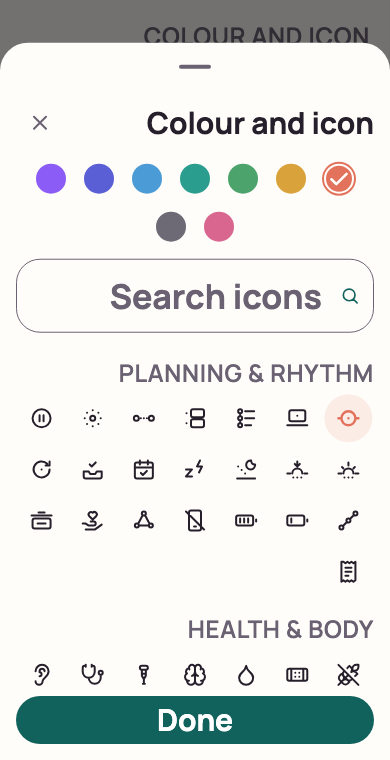 COLOUR AND ICON
Colour and icon
Search icons
PLANNING & RHYTHM
HEALTH & BODY
Done